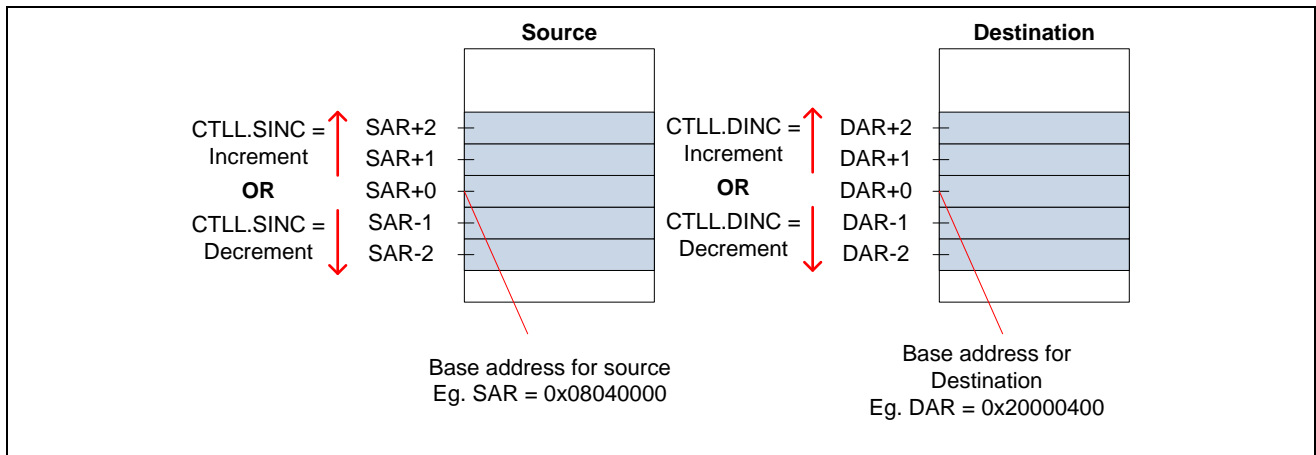 Source
CTLL.SINC =
Increment
OR
CTLL.SINC =
Decrement
SAR+2
SAR+1
SAR+0
SAR-1
SAR-2
Base address for source
Eg. SAR = 0x08040000
Destination
CTLL.DINC =
Increment
OR
CTLL.DINC =
Decrement
DAR+2
DAR+1
DAR+0
DAR-1
DAR-2
Base address for
Destination
Eg. DAR = 0x20000400